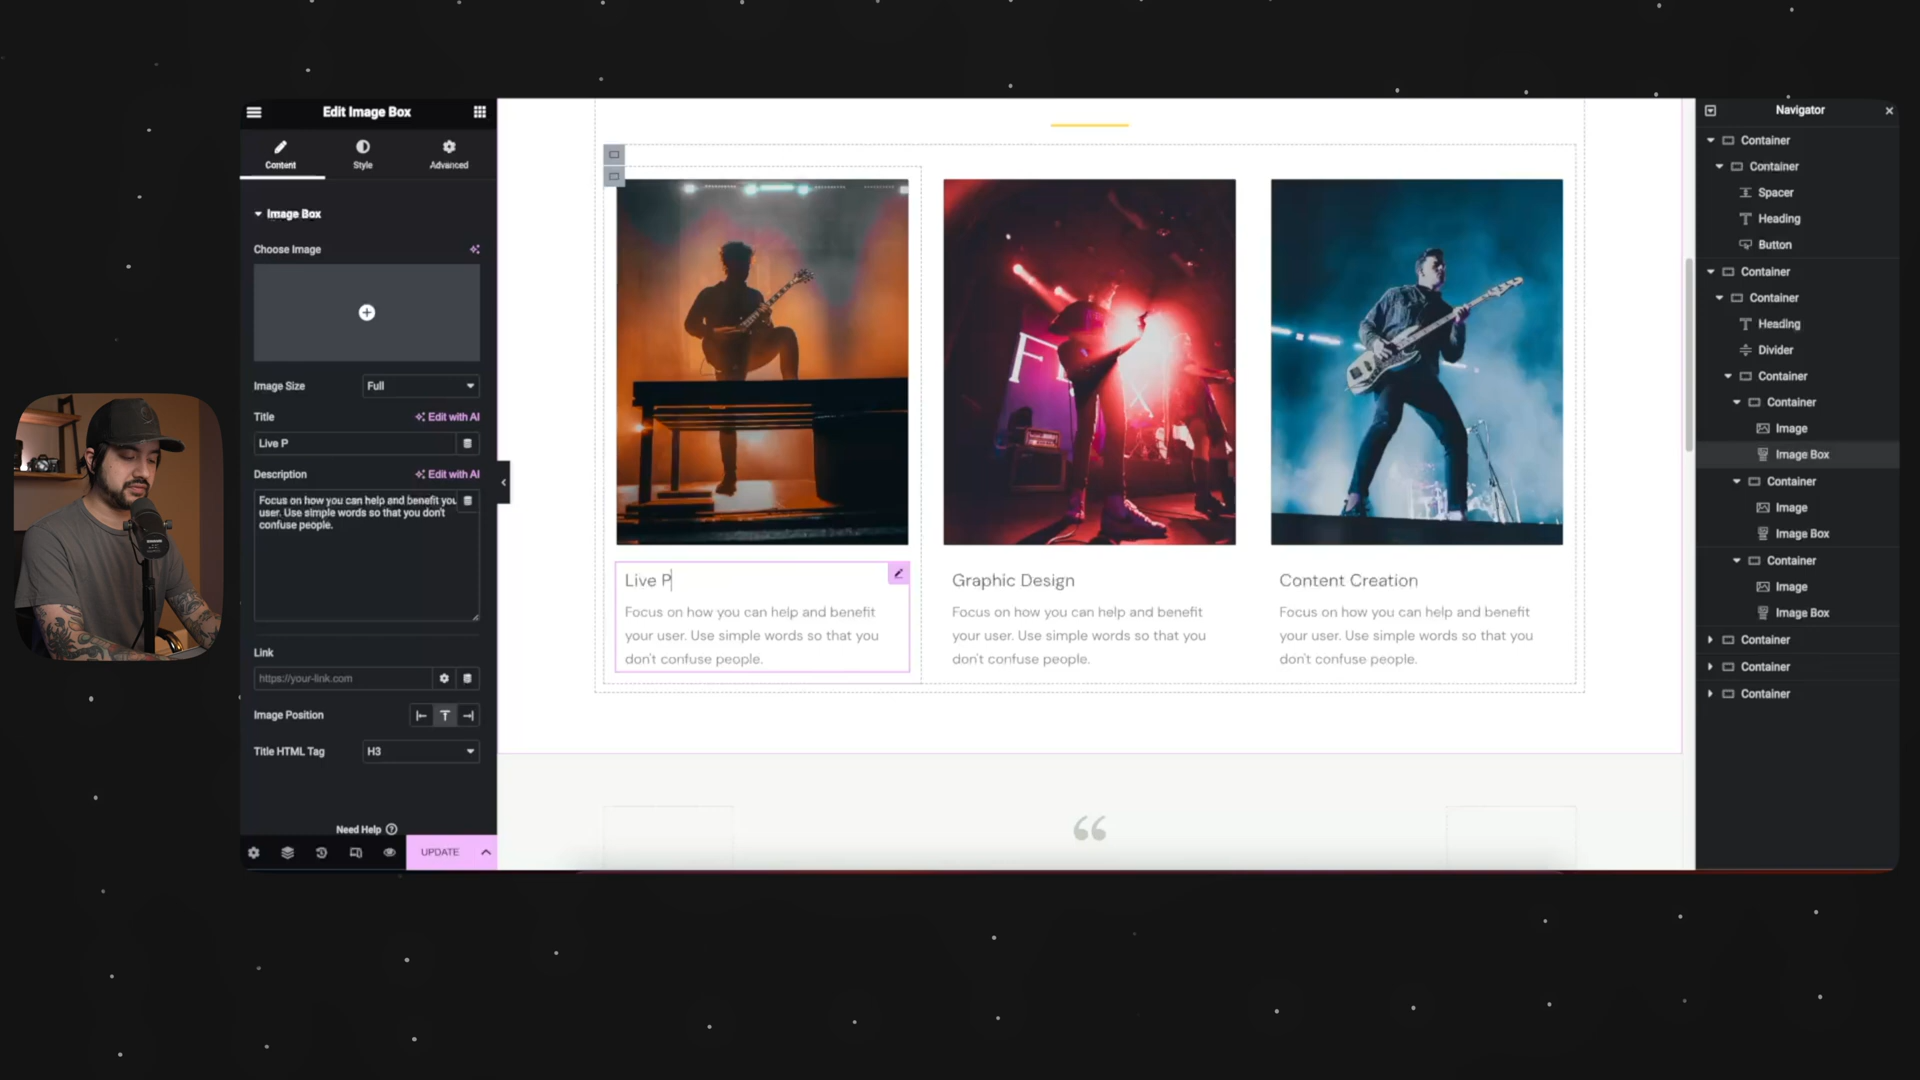 Edit Image Box
Content
Style
Advanced
Image Box
Choose Image
Image Size
Full
Title
Edit with AI
Live P
Description
Edit with AI
Focus on how you can help and benefit you
user. Use simple words so that you don't
confuse people.
Link
https://your-link.com
Image Position
Title HTML Tag
H3
Need Help
UPDATE
Live P
Focus on how you can help and benefit
your user. Use simple words so that you
don't confuse people.
Graphic Design
Focus on how you can help and benefit
your user. Use simple words so that you
don't confuse people.
Content Creation
Focus on how you can help and benefit
your user. Use simple words so that you
don't confuse people.
“
Navigator
Container
Container
Spacer
Heading
Button
Container
Container
Heading
Divider
Container
Container
Image
Image Box
Container
Image
Image Box
Container
Image
Image Box
Container
Container
Container